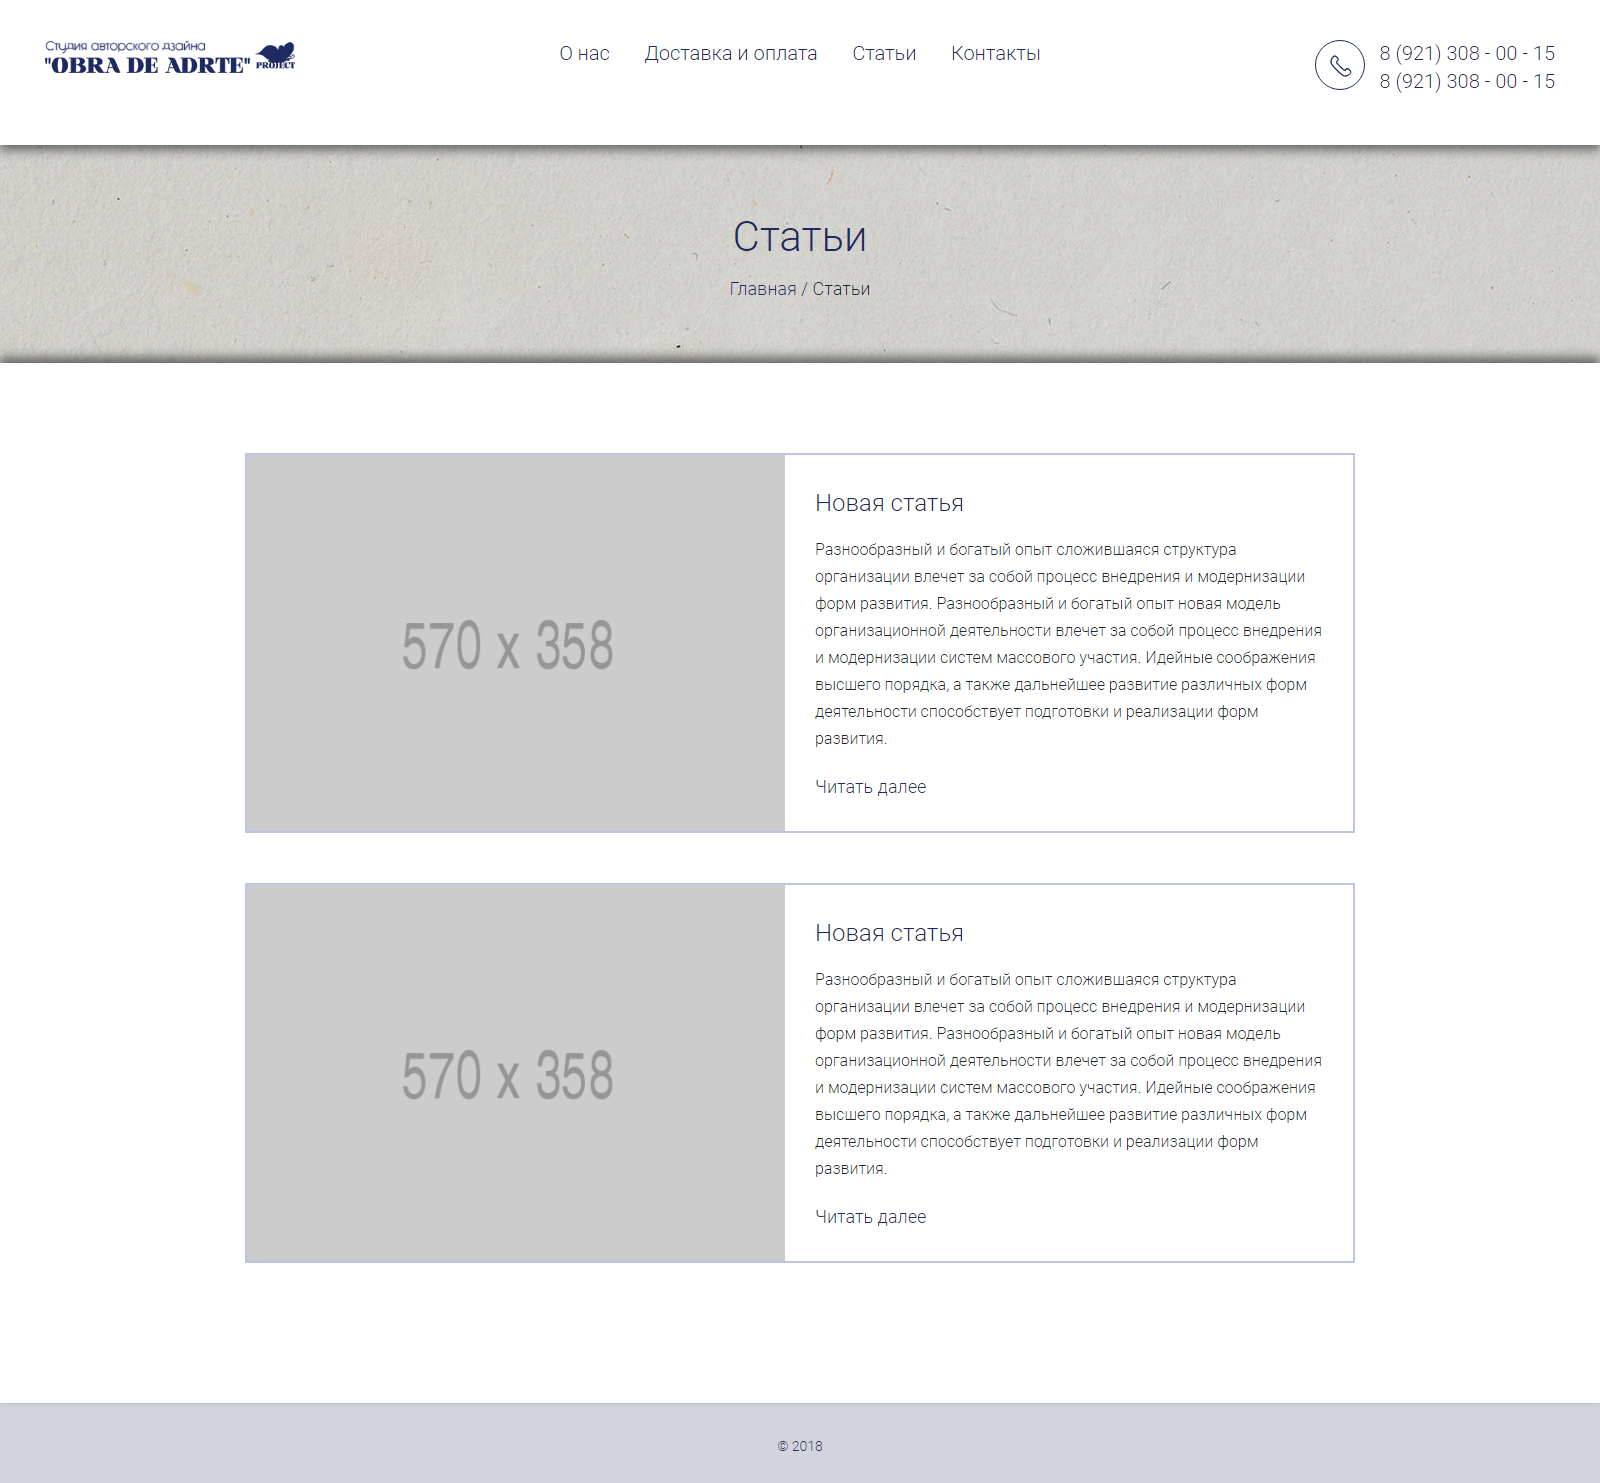 Студия авторского дзайна
"OBRA DE ADRTE" PROJECT
О нас Доставка и оплата Статьи Контакты
8 (921) 308 - 00 - 15
8 (921) 308 - 00 - 15
Статьи
Главная / Статьи
570 x 358
Новая статья
Разнообразный и богатый опыт сложившаяся структура
организации влечет за собой процесс внедрения и модернизации
форм развития. Разнообразный и богатый опыт новая модель
организационной деятельности влечет за собой процесс внедрения
и модернизации систем массового участия. Идейные соображения
высшего порядка, а также дальнейшее развитие различных форм
деятельности способствует подготовки и реализации форм
развития.
Читать далее
570 x 358
Новая статья
Разнообразный и богатый опыт сложившаяся структура
организации влечет за собой процесс внедрения и модернизации
форм развития. Разнообразный и богатый опыт новая модель
организационной деятельности влечет за собой процесс внедрения
и модернизации систем массового участия. Идейные соображения
высшего порядка, а также дальнейшее развитие различных форм
деятельности способствует подготовки и реализации форм
развития.
Читать далее
© 2018